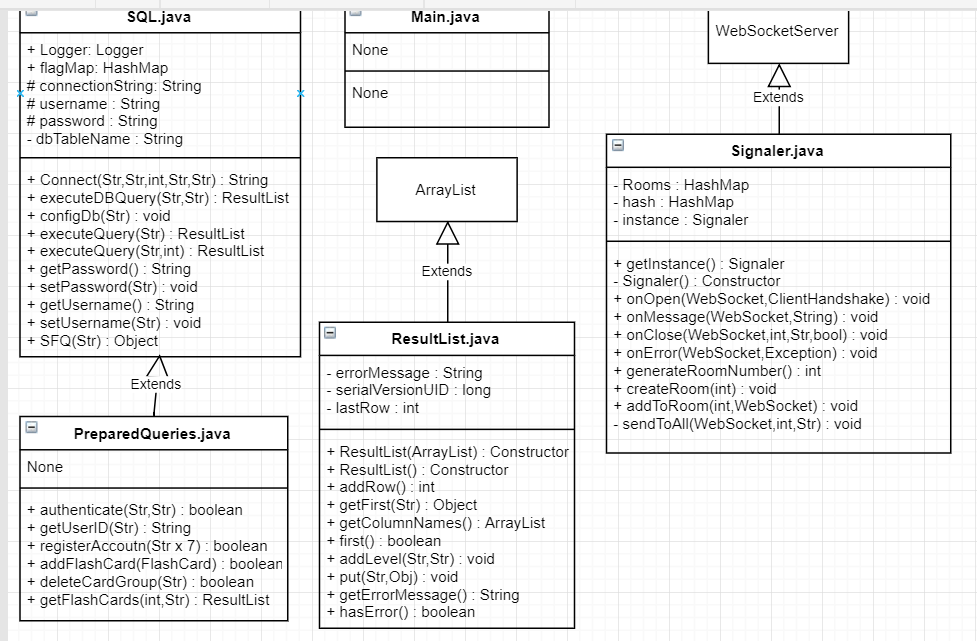 SQL.java
+ Logger: Logger
+ flagMap: HashMap
# connectionString: String
# username : String
# password : String
- dbTableName : String
+ Connect(Str,Str,int,Str,Str) : String
+ executeDBQuery(Str,Str) : ResultList
+ configDb(Str) : void
+ executeQuery(Str) : ResultList
+ executeQuery(Str,int) : ResultList
+ getPassword() : String
+ setPassword(Str) : void
+ getUsername() : String
+ setUsername(Str) : void
+ SFQ(Str) : Object
Extends
PreparedQueries.java
None
+ authenticate(Str,Str) : boolean
+ getUserID(Str) : String
+ registerAccoutn(Str x 7) : boolean
+ addFlashCard(FlashCard) : boolean
+ deleteCardGroup(Str) : boolean
+ getFlashCards(int,Str) : ResultList
Main.java
None
None
ArrayList
Extends
ResultList.java
- errorMessage : String
- serialVersionUID : long
- lastRow : int
+ ResultList(ArrayList) : Constructor
+ ResultList() : Constructor
+ addRow() : int
+ getFirst(Str) : Object
+ getColumnNames() : ArrayList
+ first() : boolean
+ addLevel(Str,Str) : void
+ put(Str,Obj) : void
+ getErrorMessage() : String
+ hasError() : boolean
WebSocketServer
Extends
Signaler.java
- Rooms : HashMap
- hash : HashMap
- instance : Signaler
+ getInstance() : Signaler
- Signaler() : Constructor
+ onOpen(WebSocket,ClientHandshake) : void
+ onMessage(WebSocket,String) : void
+ onClose(WebSocket,int,Str,bool) : void
+ onError(WebSocket,Exception) : void
+ generateRoomNumber() : int
+ createRoom(int) : void
+ addToRoom(int,WebSocket) : void
- sendToAll(WebSocket,int,Str) : void